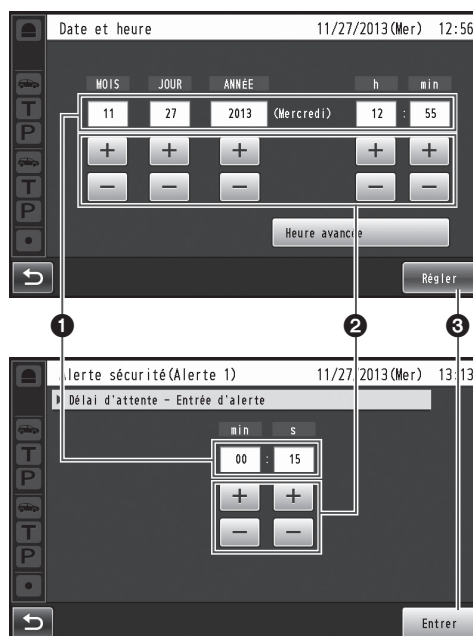 Date et heure 11/27/2013(Mer) 12:56
MOIS JOUR ANNÉE h min
11 27 2013 (Mercredi) 12 : 55
+ + + + +
T
P
− − − − −
T
P
Heure avancée
Régler
1 2 3
Alerte sécurité(Alerte 1) 11/27/2013(Mer) 13:13
Délai d'attente – Entrée d'alerte
min s
T
P
00 : 15
+ +
− −
T
P
Entrer